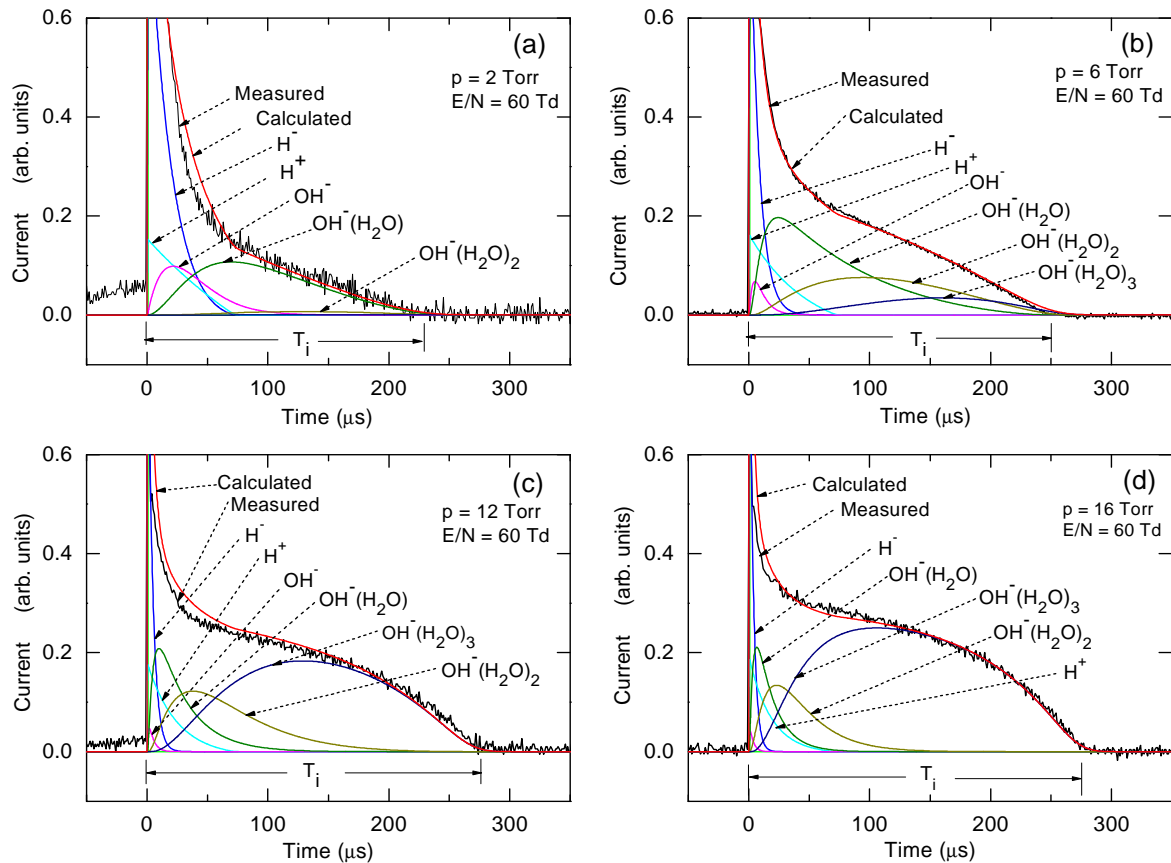 0.6
0.4
0.2
0.0
Current (arb. units)
(a)
p = 2 Torr
E/N = 60 Td
Measured
Calculated
H⁻
H⁺
OH⁻
OH⁻(H₂O)
OH⁻(H₂O)₂
Tᵢ
0 100 200 300
Time (μs)
0.6
0.4
0.2
0.0
Current (arb. units)
(b)
p = 6 Torr
E/N = 60 Td
Measured
Calculated
H⁻
H⁺
OH⁻
OH⁻(H₂O)
OH⁻(H₂O)₂
OH⁻(H₂O)₃
Tᵢ
0 100 200 300
Time (μs)
0.6
0.4
0.2
0.0
Current (arb. units)
(c)
p = 12 Torr
E/N = 60 Td
Calculated
Measured
H⁻
H⁺
OH⁻
OH⁻(H₂O)
OH⁻(H₂O)₃
OH⁻(H₂O)₂
Tᵢ
0 100 200 300
Time (μs)
0.6
0.4
0.2
0.0
Current (arb. units)
(d)
p = 16 Torr
E/N = 60 Td
Calculated
Measured
H⁻
OH⁻(H₂O)
OH⁻(H₂O)₃
OH⁻(H₂O)₂
H⁺
Tᵢ
0 100 200 300
Time (μs)